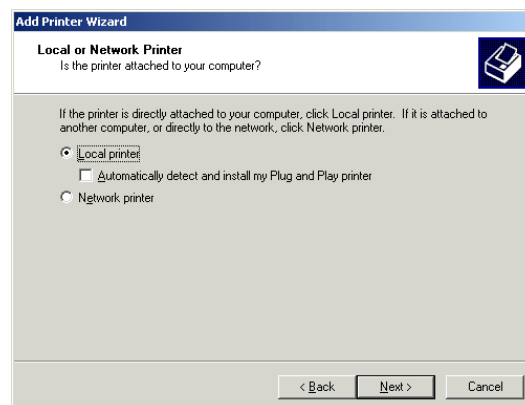 Add Printer Wizard
Local or Network Printer
Is the printer attached to your computer?
If the printer is directly attached to your computer, click Local printer. If it is attached to
another computer, or directly to the network, click Network printer.
Local printer
Automatically detect and install my Plug and Play printer
Network printer
< Back
Next >
Cancel